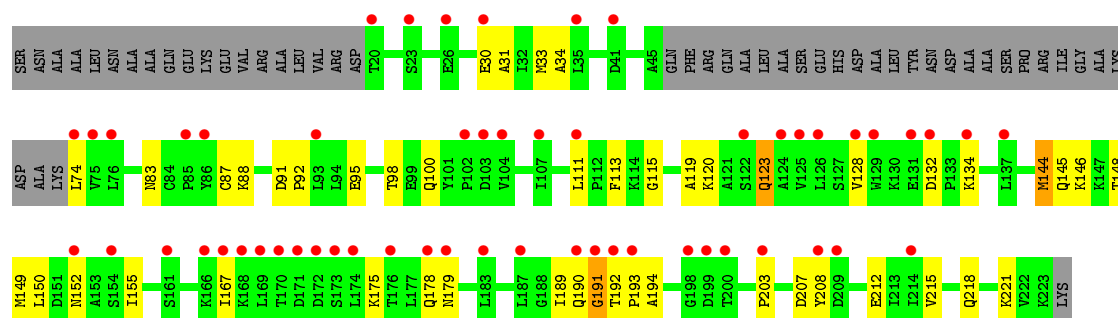 SER ASN ALA ALA LEU ASN ALA ALA GLN GLU LYS GLU VAL ARG ALA LEU VAL ARG ASP T20 S23 E26 E30 A31 I32 M33 A34 L35 D41 A45 GLN PHE ARG GLN ALA LEU ALA SER GLU HIS ASP ALA LEU TYR ASN ASP ALA ALA SER PRO ARG ILE GLY ALA LYS
ASP ALA LYS L74 V75 L76 N83 C84 P85 Y86 C87 K88 D91 P92 L93 I94 E95 T98 E99 Q100 Y101 P102 D103 V104 I107 L111 P112 F113 K114 G115 A119 K120 A121 S122 Q123 A124 V125 L126 S127 V128 W129 K130 E131 D132 P133 K134 L137 M144 Q145 K146 K147 T148
M149 L150 D151 N152 A153 S154 I155 S161 K166 I167 K168 L169 T170 D171 D172 S173 L174 K175 T176 L177 Q178 N179 L183 L187 G188 I189 Q190 G191 T192 P193 A194 G198 D199 T200 P203 D207 Y208 D209 E212 I213 I214 V215 Q218 K221 V222 K223 LYS